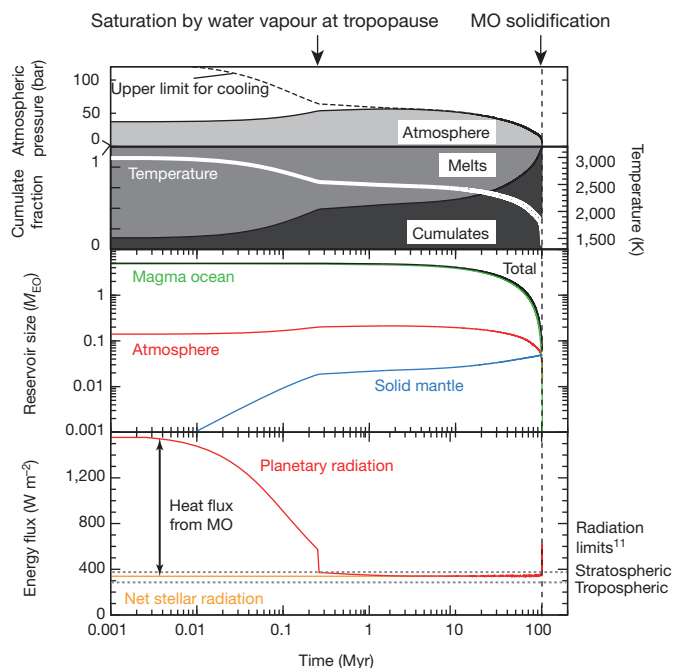 Saturation by water vapour at tropopause
MO solidification
Atmospheric
pressure (bar)
100
50
0
Upper limit for cooling
Atmosphere
Cumulate
fraction
1
0
Temperature
Melts
Cumulates
3,000
2,500
2,000
1,500
Temperature (K)
Reservoir size (M_EO)
1
0.1
0.01
0.001
Magma ocean
Total
Atmosphere
Solid mantle
Energy flux (W m⁻²)
1,200
800
400
0
Planetary radiation
Heat flux
from MO
Net stellar radiation
Radiation
limits¹¹
Stratospheric
Tropospheric
0.001
0.01
0.1
1
10
100
Time (Myr)